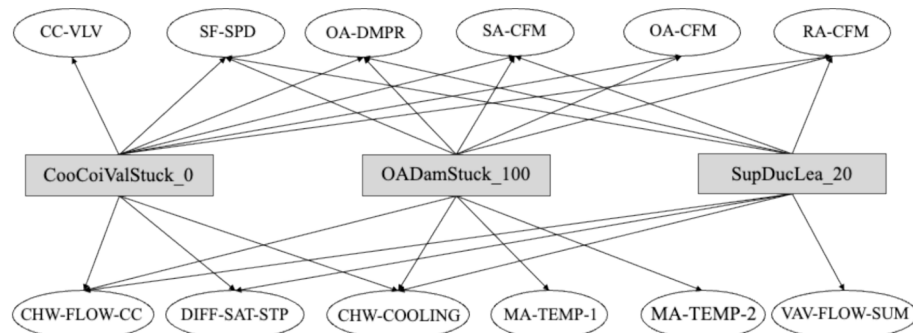 CC-VLV
SF-SPD
OA-DMPR
SA-CFM
OA-CFM
RA-CFM
CooCoiValStuck_0
OADamStuck_100
SupDucLea_20
CHW-FLOW-CC
DIFF-SAT-STP
CHW-COOLING
MA-TEMP-1
MA-TEMP-2
VAV-FLOW-SUM